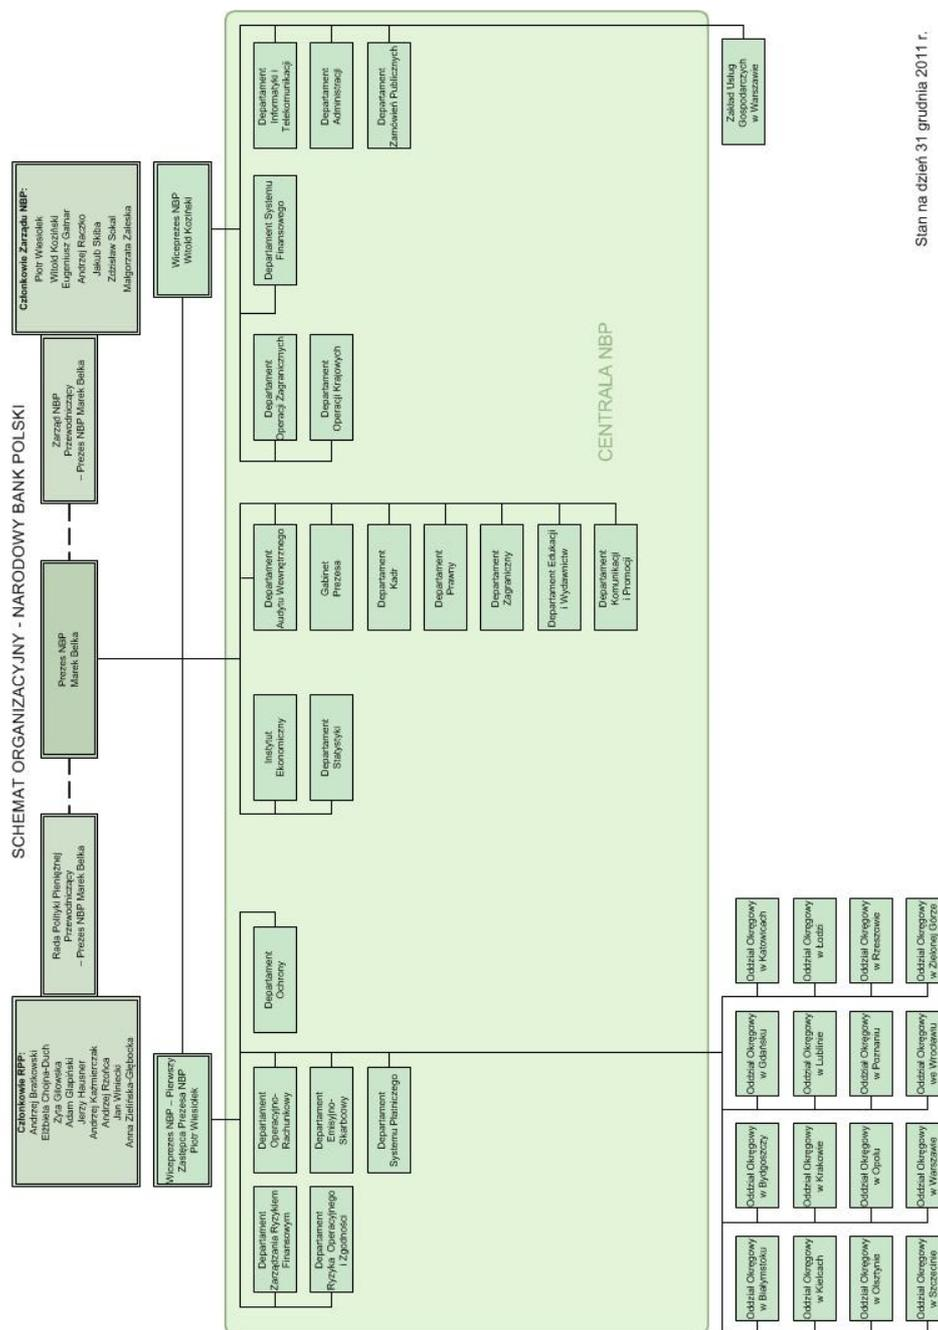 SCHEMAT ORGANIZACYJNY - NARODOWY BANK POLSKI
Członkowie RPP:
Andrzej Bratkowski
Elżbieta Chojna-Duch
Zyta Gilowska
Adam Glapiński
Jerzy Hausner
Andrzej Kaźmierczak
Andrzej Rzońca
Jan Winiecki
Anna Zielińska-Głębocka
Rada Polityki Pieniężnej
Przewodniczący
– Prezes NBP Marek Belka
Prezes NBP
Marek Belka
Zarząd NBP
Przewodniczący
– Prezes NBP Marek Belka
Członkowie Zarządu NBP:
Piotr Wiesiołek
Witold Koziński
Eugeniusz Gatnar
Andrzej Raczko
Jakub Skiba
Zdzisław Sokal
Małgorzata Zaleska
Wiceprezes NBP – Pierwszy
Zastępca Prezesa NBP
Piotr Wiesiołek
Wiceprezes NBP
Witold Koziński
Departament
Zarządzania Ryzykiem
Finansowym
Departament
Ryzyka Operacyjnego
i Zgodności
Departament
Operacyjno-
Rachunkowy
Departament
Emisyjno-
Skarbowy
Departament
Systemu Płatniczego
Departament
Ochrony
Instytut
Ekonomiczny
Departament
Statystyki
Departament
Audytu Wewnętrznego
Gabinet
Prezesa
Departament
Kadr
Departament
Prawny
Departament
Zagraniczny
Departament Edukacji
i Wydawnictw
Departament
Komunikacji
i Promocji
Departament
Operacji Zagranicznych
Departament
Operacji Krajowych
Departament Systemu
Finansowego
Departament
Informatyki i
Telekomunikacji
Departament
Administracji
Departament
Zamówień Publicznych
CENTRALA NBP
Zakład Usług
Gospodarczych
w Warszawie
Oddział Okręgowy
w Białymstoku
Oddział Okręgowy
w Bydgoszczy
Oddział Okręgowy
w Gdańsku
Oddział Okręgowy
w Katowicach
Oddział Okręgowy
w Kielcach
Oddział Okręgowy
w Krakowie
Oddział Okręgowy
w Lublinie
Oddział Okręgowy
w Łodzi
Oddział Okręgowy
w Olsztynie
Oddział Okręgowy
w Opolu
Oddział Okręgowy
w Poznaniu
Oddział Okręgowy
w Rzeszowie
Oddział Okręgowy
w Szczecinie
Oddział Okręgowy
w Warszawie
Oddział Okręgowy
we Wrocławiu
Oddział Okręgowy
w Zielonej Górze
Stan na dzień 31 grudnia 2011 r.